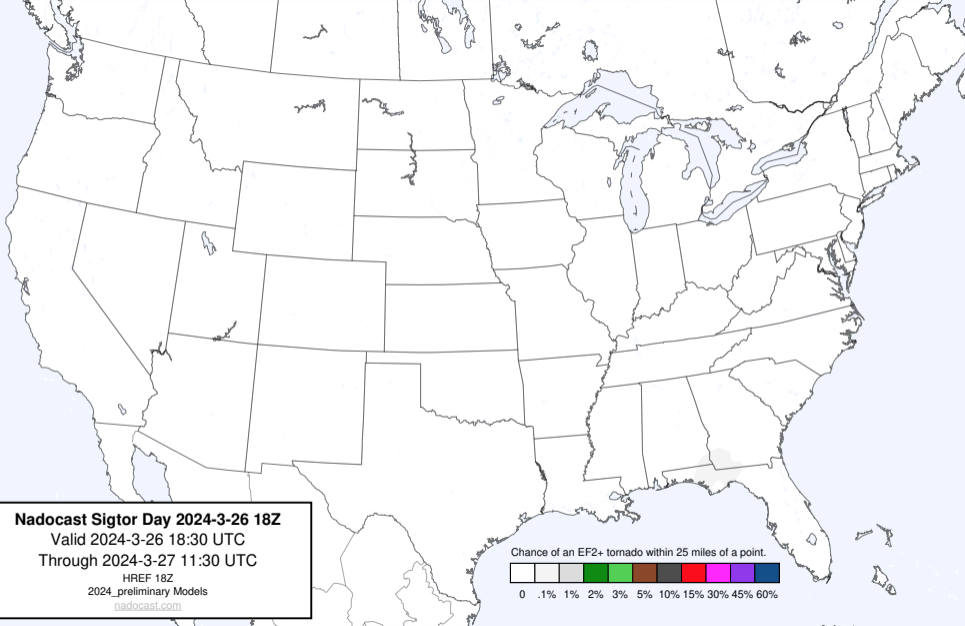 Nadocast Sigtor Day 2024-3-26 18Z
Valid 2024-3-26 18:30 UTC
Through 2024-3-27 11:30 UTC
HREF 18Z
2024_preliminary Models
nadocast.com
Chance of an EF2+ tornado within 25 miles of a point.
0 .1% 1% 2% 3% 5% 10% 15% 30% 45% 60%